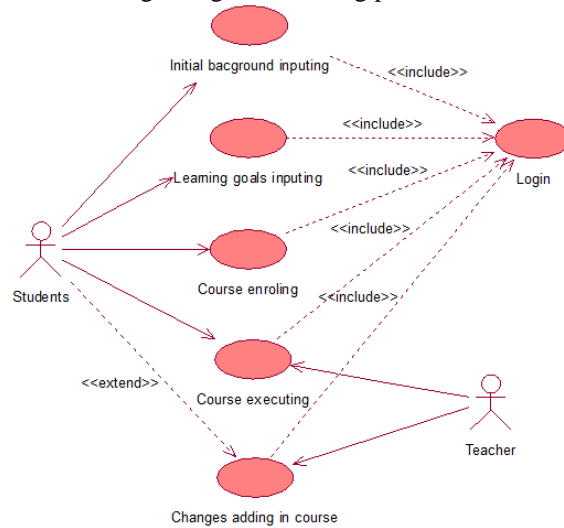 Initial bacground inputing
<<include>>
<<include>>
Learning goals inputing
Login
<<include>>
<<include>>
Students
Course enroling
<<include>>
<<extend>>
Course executing
Teacher
Changes adding in course